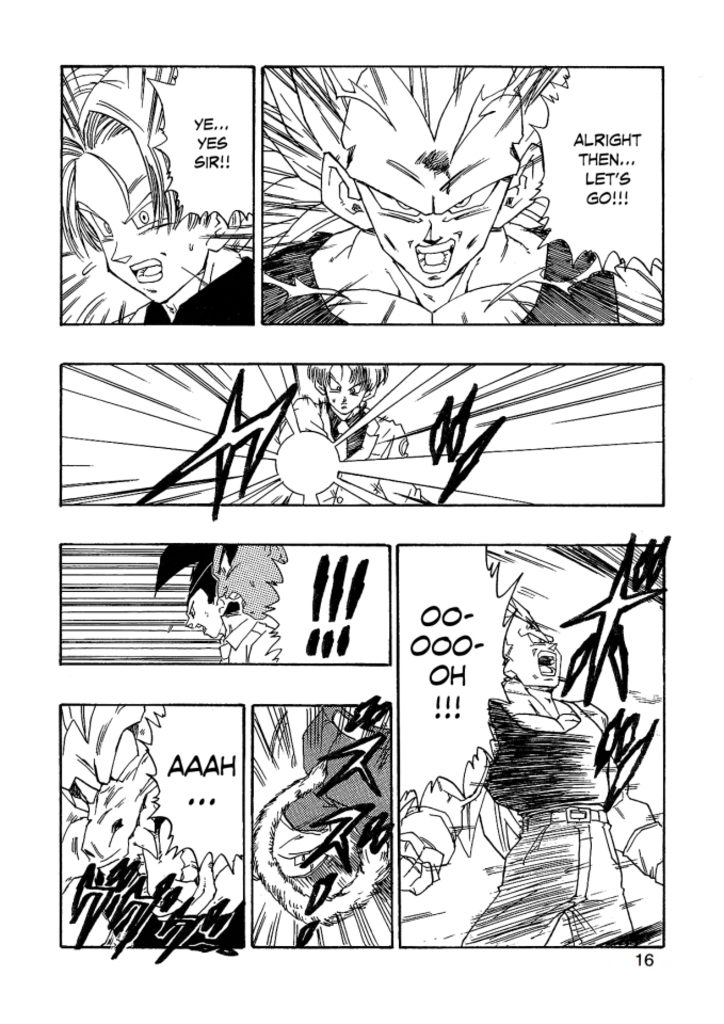 YE...
YES
SIR!!
ALRIGHT
THEN...
LET'S
GO!!!
!!!
OO-
OOO-
OH
!!!
AAAH
...
16